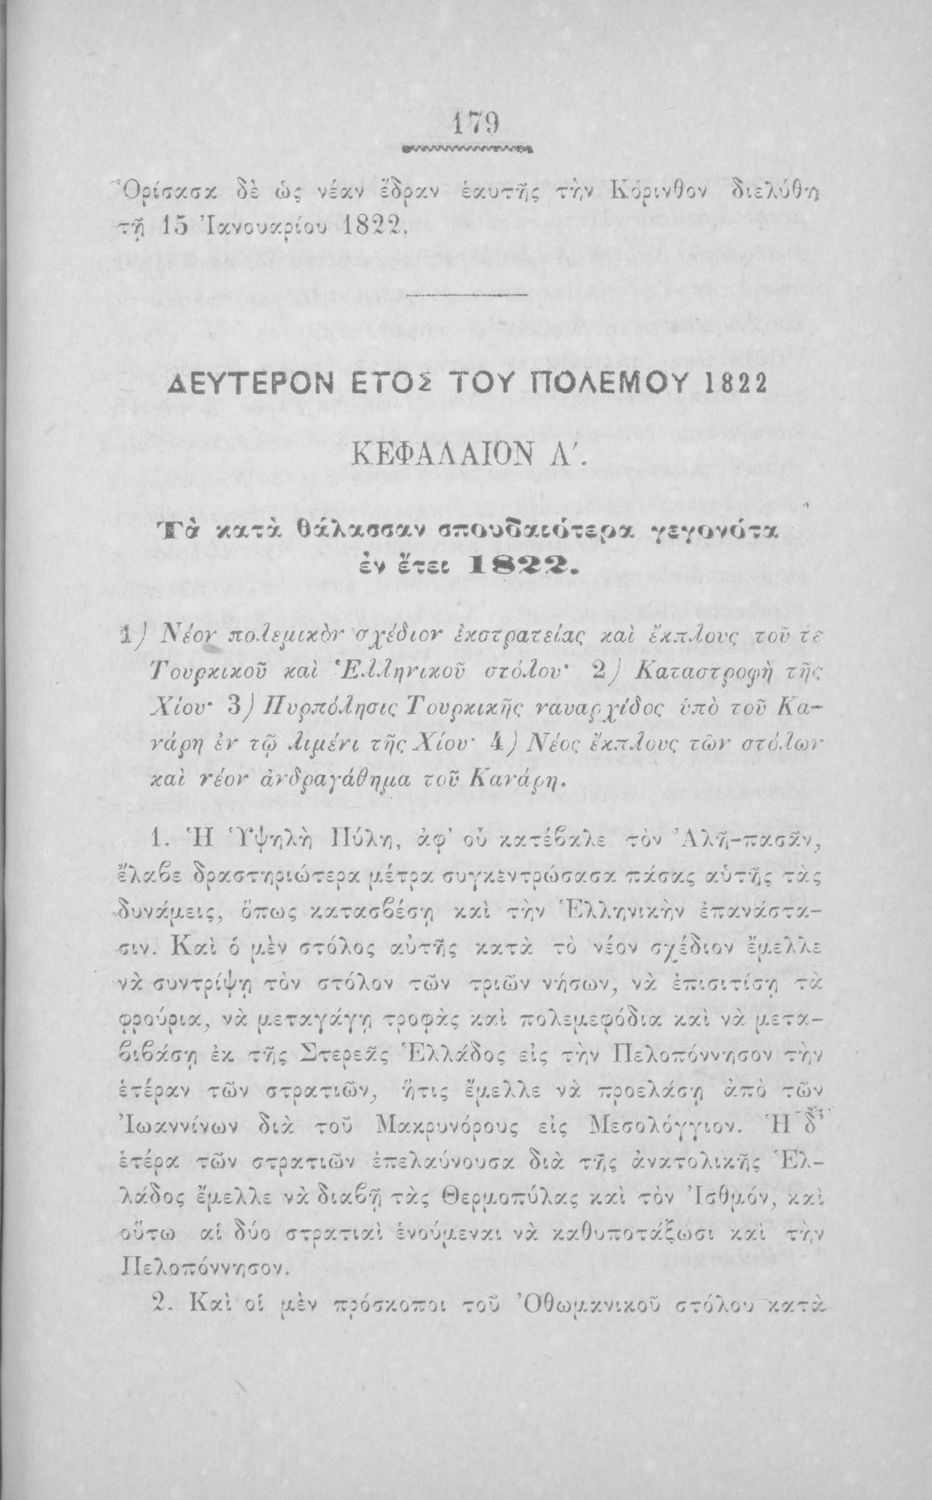 179
Ὁρίσασα δὲ ὡς νέαν ἕδραν ἑαυτῆς τὴν Κόρινθον διελύθη
τῇ 15 Ἰανουαρίου 1822.
ΔΕΥΤΕΡΟΝ ΕΤΟΣ ΤΟΥ ΠΟΛΕΜΟΥ 1822
ΚΕΦΑΛΑΙΟΝ Α΄.
Τὰ κατὰ θάλασσαν σπουδαιότερα γεγονότα
ἐν ἔτει 1822.
1) Νέον πολεμικὸν σχέδιον ἐκστρατείας καὶ ἔκπλους τοῦ τε
Τουρκικοῦ καὶ Ἑλληνικοῦ στόλου· 2) Καταστροφὴ τῆς
Χίου· 3) Πυρπόλησις Τουρκικῆς ναυαρχίδος ὑπὸ τοῦ Κα-
νάρη ἐν τῷ λιμένι τῆς Χίου· 4) Νέος ἔκπλους τῶν στόλων
καὶ νέον ἀνδραγάθημα τοῦ Κανάρη.
1. Ἡ Ὑψηλὴ Πύλη, ἀφ’ οὗ κατέβαλε τὸν Ἀλῆ-πασᾶν,
ἔλαβε δραστηριώτερα μέτρα συγκεντρώσασα πάσας αὑτῆς τὰς
δυνάμεις, ὅπως κατασβέσῃ καὶ τὴν Ἑλληνικὴν ἐπανάστα-
σιν. Καὶ ὁ μὲν στόλος αὐτῆς κατὰ τὸ νέον σχέδιον ἔμελλε
νὰ συντρίψῃ τὸν στόλον τῶν τριῶν νήσων, νὰ ἐπισιτίσῃ τὰ
φρούρια, νὰ μεταγάγῃ τροφὰς καὶ πολεμεφόδια καὶ νὰ μετα-
βιβάσῃ ἐκ τῆς Στερεᾶς Ἑλλάδος εἰς τὴν Πελοπόννησον τὴν
ἑτέραν τῶν στρατιῶν, ἥτις ἔμελλε νὰ προελάσῃ ἀπὸ τῶν
Ἰωαννίνων διὰ τοῦ Μακρυνόρους εἰς Μεσολόγγιον. Ἡ δ’
ἑτέρα τῶν στρατιῶν ἐπελαύνουσα διὰ τῆς ἀνατολικῆς Ἑλ-
λάδος ἔμελλε νὰ διαβῇ τὰς Θερμοπύλας καὶ τὸν Ἰσθμόν, καὶ
οὕτω αἱ δύο στρατιαὶ ἑνούμεναι νὰ καθυποτάξωσι καὶ τὴν
Πελοπόννησον.
2. Καὶ οἱ μὲν πρόσκοποι τοῦ Ὀθωμανικοῦ στόλου κατὰ